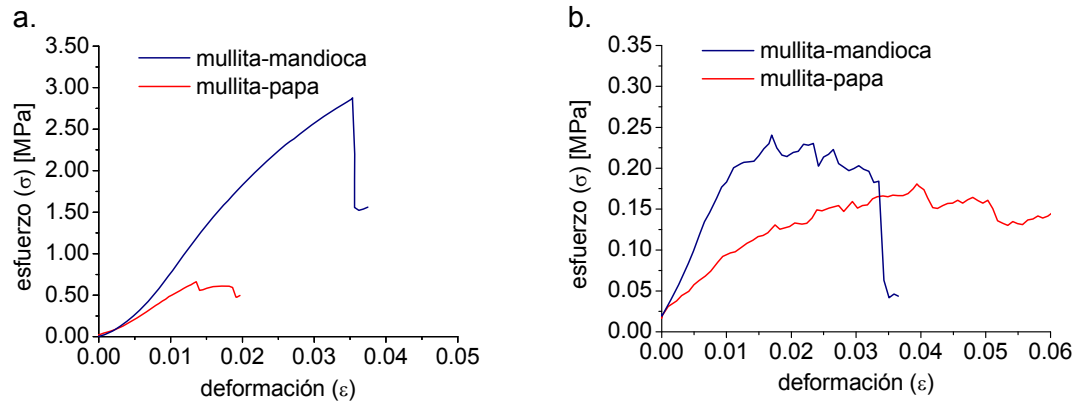 a.
esfuerzo (σ) [MPa]
3.50
3.00
2.50
2.00
1.50
1.00
0.50
0.00
mullita-mandioca
mullita-papa
0.00 0.01 0.02 0.03 0.04 0.05
deformación (ε)
b.
esfuerzo (σ) [MPa]
0.35
0.30
0.25
0.20
0.15
0.10
0.05
0.00
mullita-mandioca
mullita-papa
0.00 0.01 0.02 0.03 0.04 0.05 0.06
deformación (ε)